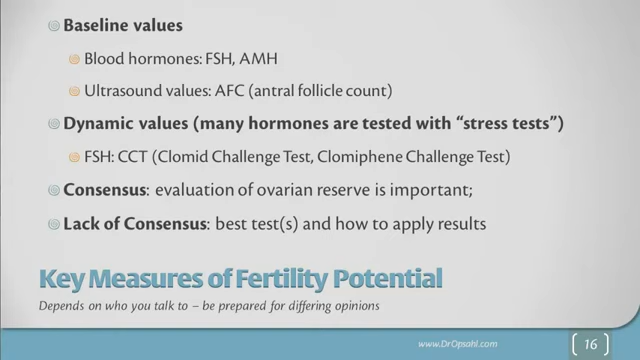 Baseline values
Blood hormones: FSH, AMH
Ultrasound values: AFC (antral follicle count)
Dynamic values (many hormones are tested with “stress tests”)
FSH: CCT (Clomid Challenge Test, Clomiphene Challenge Test)
Consensus: evaluation of ovarian reserve is important;
Lack of Consensus: best test(s) and how to apply results
Key Measures of Fertility Potential
Depends on who you talk to – be prepared for differing opinions
www.DrOpsahl.com
16